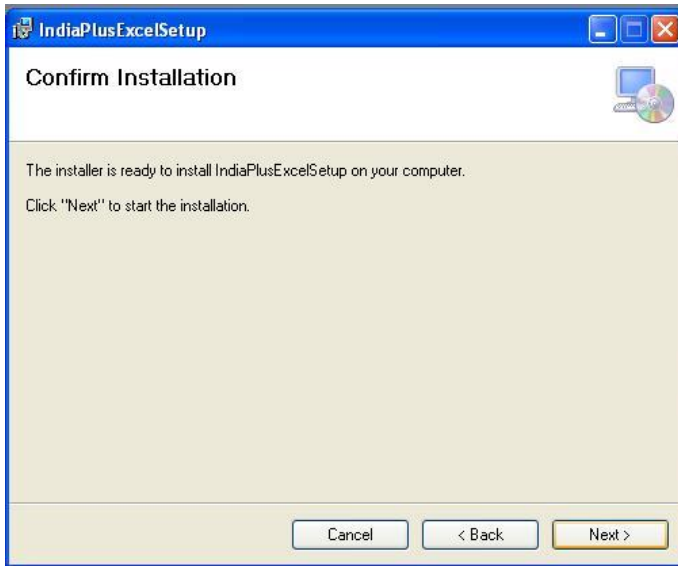 IndiaPlusExcelSetup
Confirm Installation
The installer is ready to install IndiaPlusExcelSetup on your computer.
Click "Next" to start the installation.
Cancel
< Back
Next >